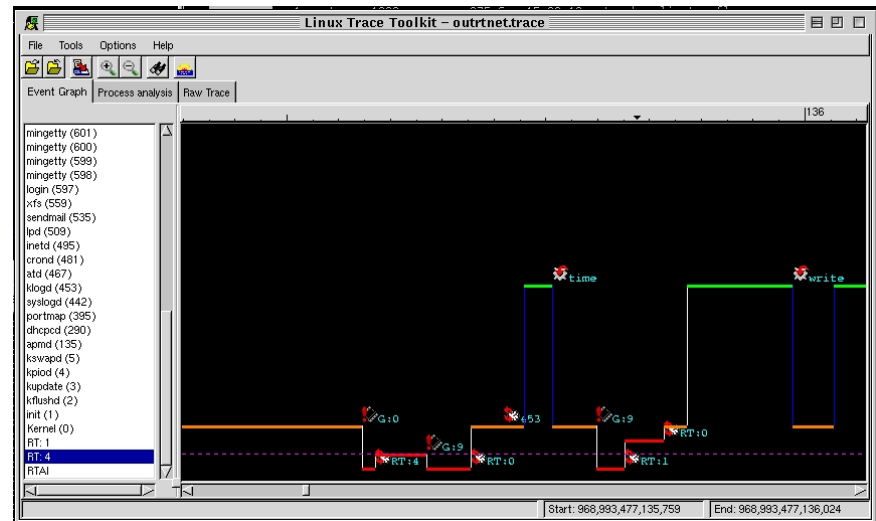 Linux Trace Toolkit – outrtnet.trace
File Tools Options Help
Event Graph Process analysis Raw Trace
136
mingetty (601)
mingetty (600)
mingetty (599)
mingetty (598)
login (597)
xfs (559)
sendmail (535)
lpd (509)
inetd (495)
crond (481)
atd (467)
klogd (453)
syslogd (442)
portmap (395)
dhcpcd (290)
apmd (135)
kswapd (5)
kpiod (4)
kupdate (3)
kflushd (2)
init (1)
Kernel (0)
RT: 1
RT: 4
RTAI
time
write
G:0
653
G:9
RT:0
G:9
RT:4
RT:0
RT:1
Start: 968,993,477,135,759
End: 968,993,477,136,024